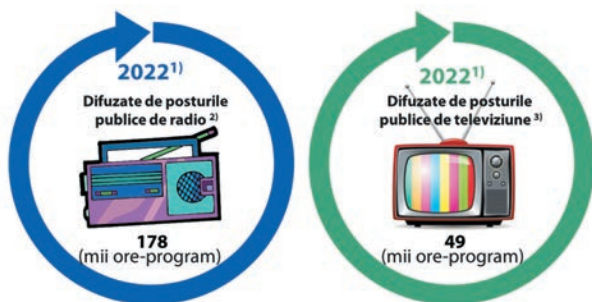 2022¹⁾
Difuzate de posturile
publice de radio ²⁾
178
(mii ore-program)
2022¹⁾
Difuzate de posturile
publice de televiziune ³⁾
49
(mii ore-program)